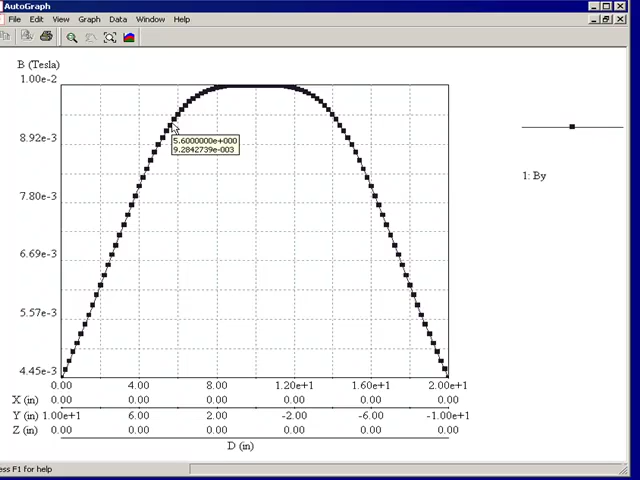 AutoGraph
File Edit View Graph Data Window Help
B (Tesla)
1.00e-2
8.92e-3
5.6000000e+000
9.2842739e-003
1: By
7.80e-3
6.69e-3
5.57e-3
4.45e-3
0.00 4.00 8.00 1.20e+1 1.60e+1 2.00e+1
X (in) 0.00 0.00 0.00 0.00 0.00 0.00
Y (in) 1.00e+1 6.00 2.00 -2.00 -6.00 -1.00e+1
Z (in) 0.00 0.00 0.00 0.00 0.00 0.00
D (in)
ess F1 for help